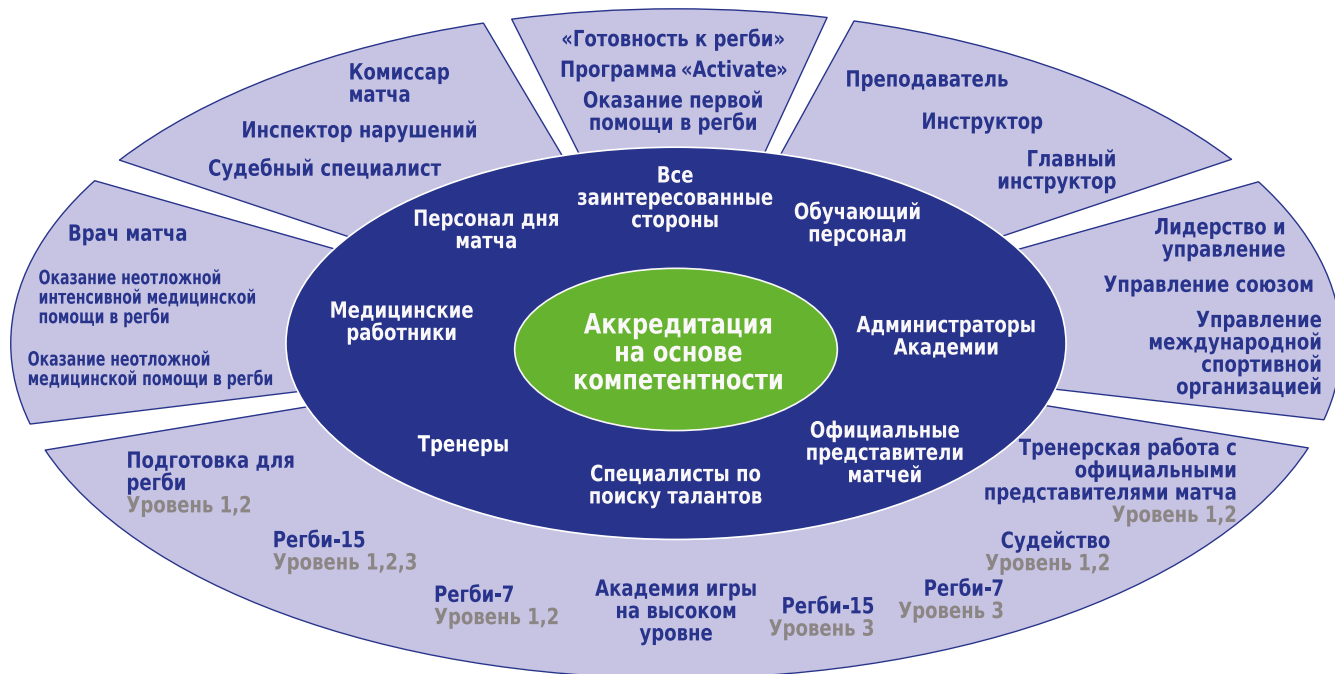 «Готовность к регби»
Программа «Activate»
Оказание первой
помощи в регби
Комиссар
матча
Инспектор нарушений
Судебный специалист
Преподаватель
Инструктор
Главный
инструктор
Врач матча
Оказание неотложной
интенсивной медицинской
помощи в регби
Оказание неотложной
медицинской помощи в регби
Лидерство и
управление
Управление союзом
Управление
международной
спортивной
организацией
Все
заинтересованные
стороны
Персонал дня
матча
Обучающий
персонал
Медицинские
работники
Администраторы
Академии
Аккредитация
на основе
компетентности
Тренеры
Специалисты по
поиску талантов
Официальные
представители
матчей
Подготовка для
регби
Уровень 1,2
Регби-15
Уровень 1,2,3
Регби-7
Уровень 1,2
Академия игры
на высоком
уровне
Регби-15
Уровень 3
Регби-7
Уровень 3
Судейство
Уровень 1,2
Тренерская работа с
официальными
представителями матча
Уровень 1,2